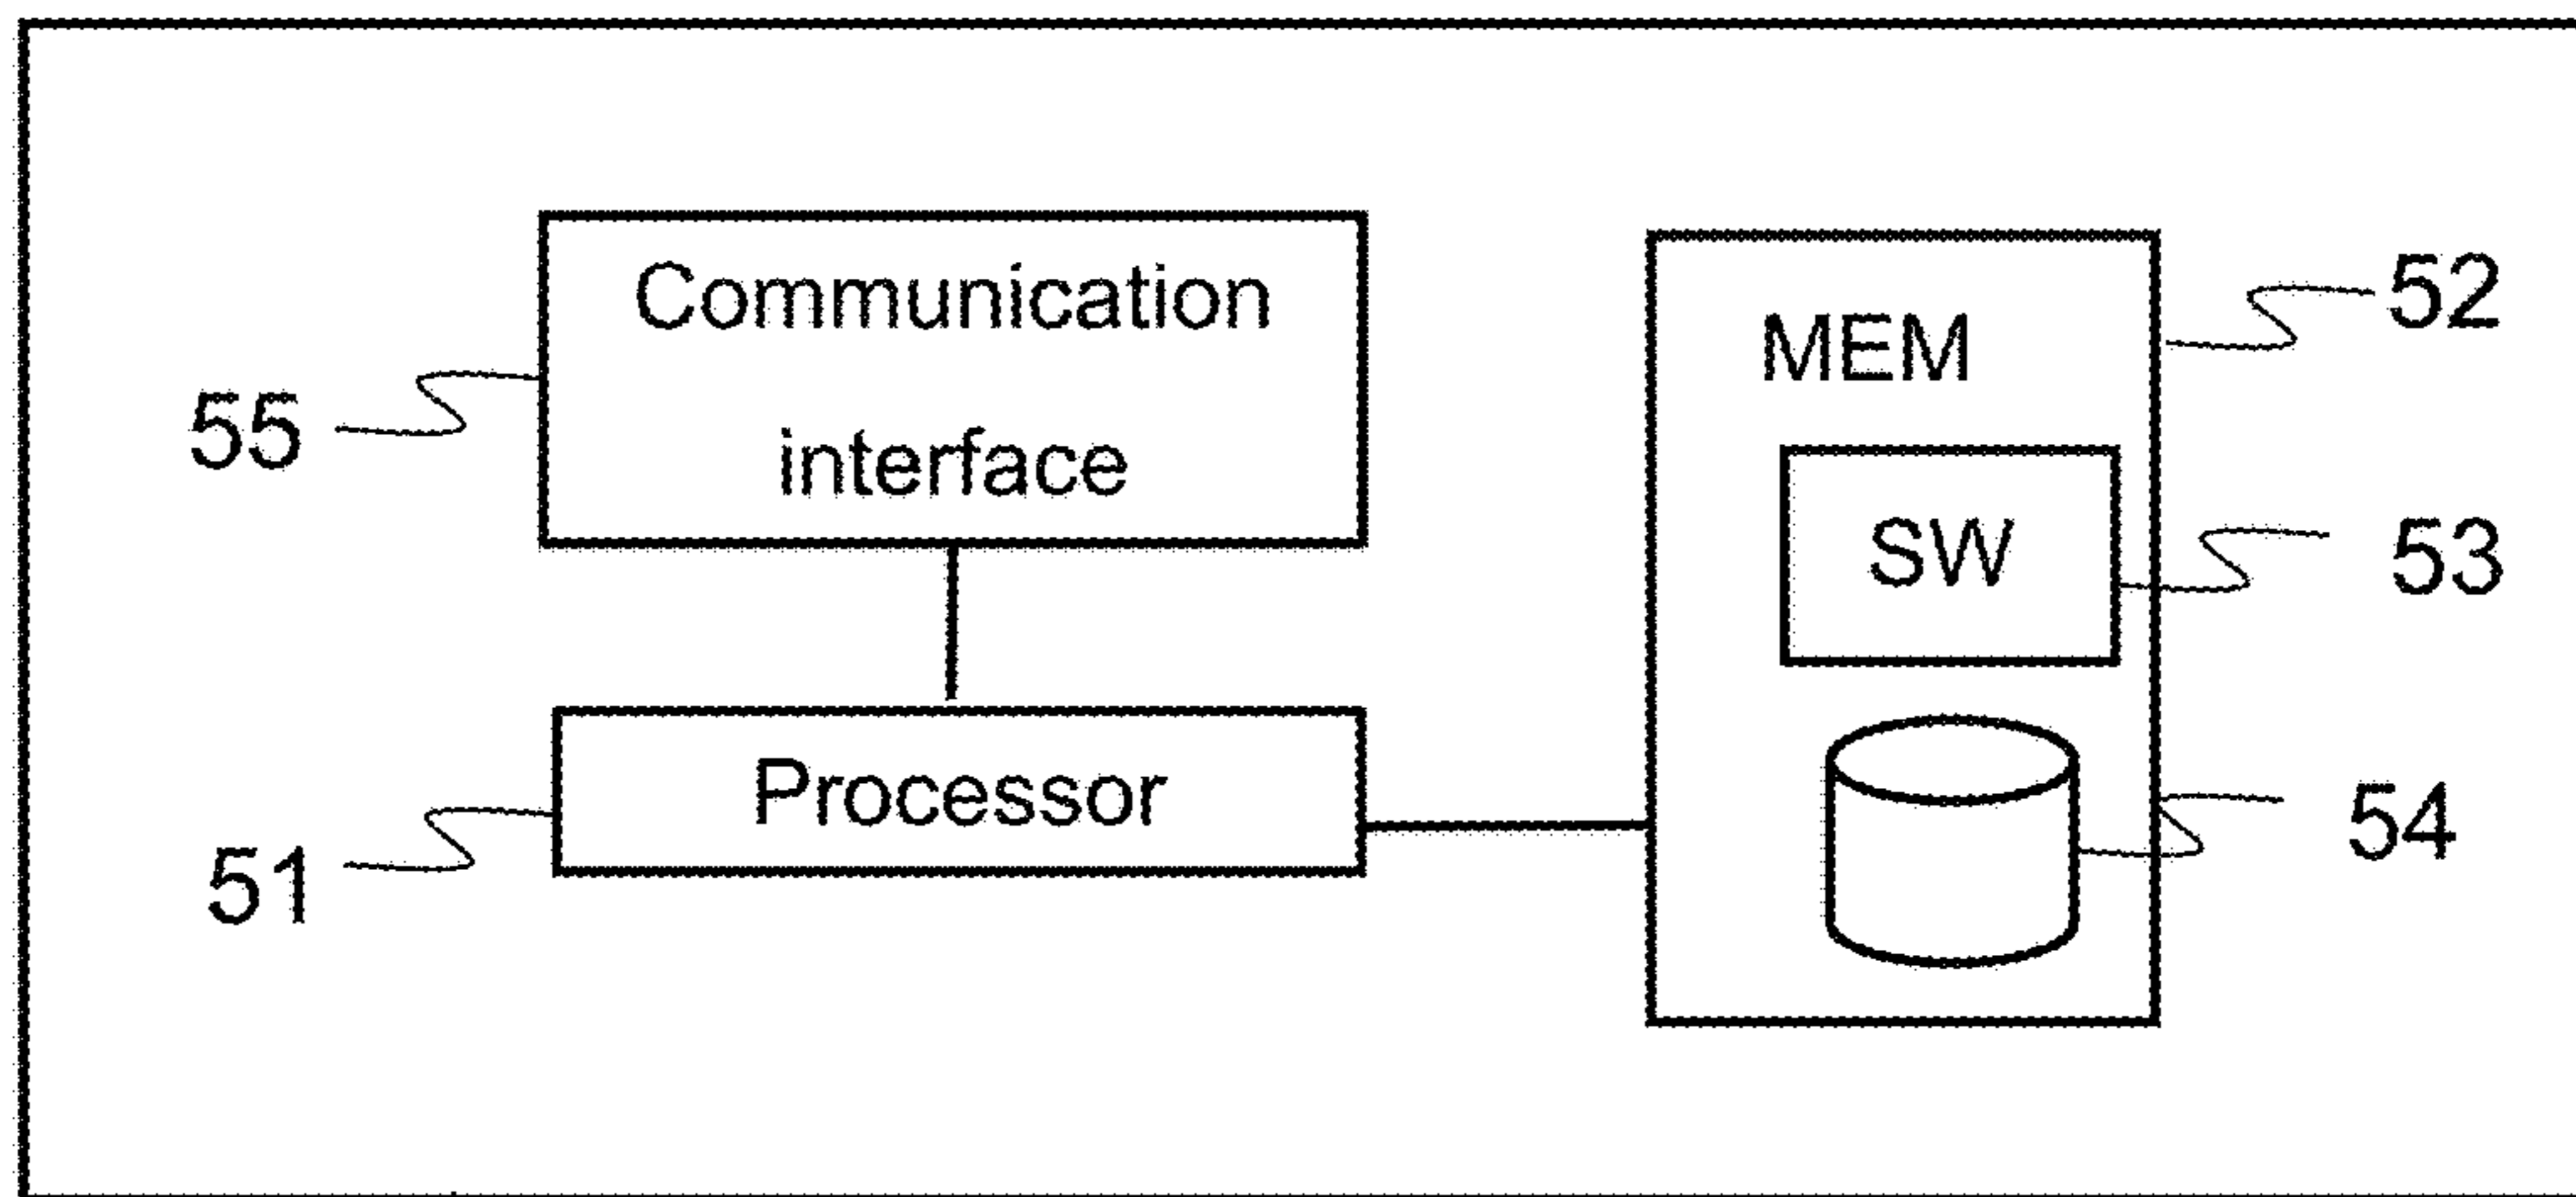 Communication
interface
55
MEM
52
SW
53
Processor
51
54